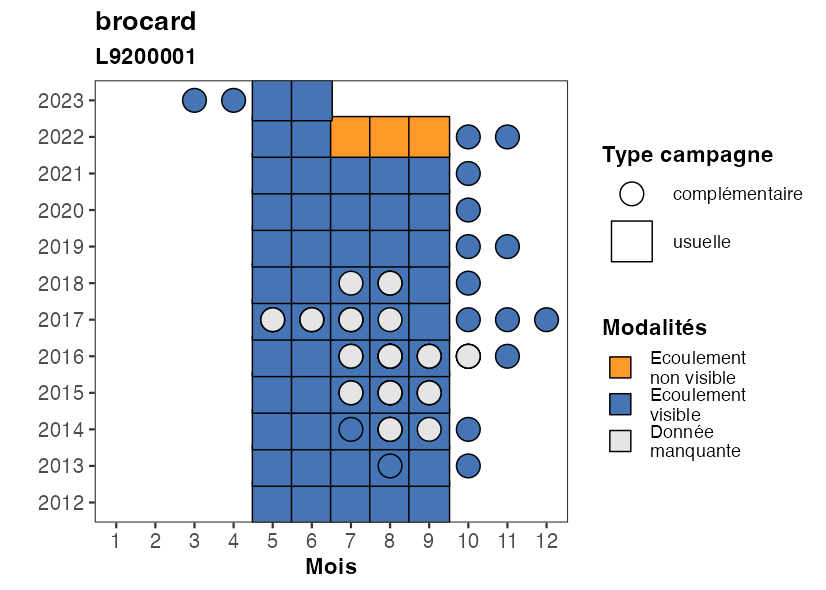 brocard
L9200001
2023
2022
2021
2020
2019
2018
2017
2016
2015
2014
2013
2012
1 2 3 4 5 6 7 8 9 10 11 12
Mois
Type campagne
complémentaire
usuelle
Modalités
Ecoulement
non visible
Ecoulement
visible
Donnée
manquante